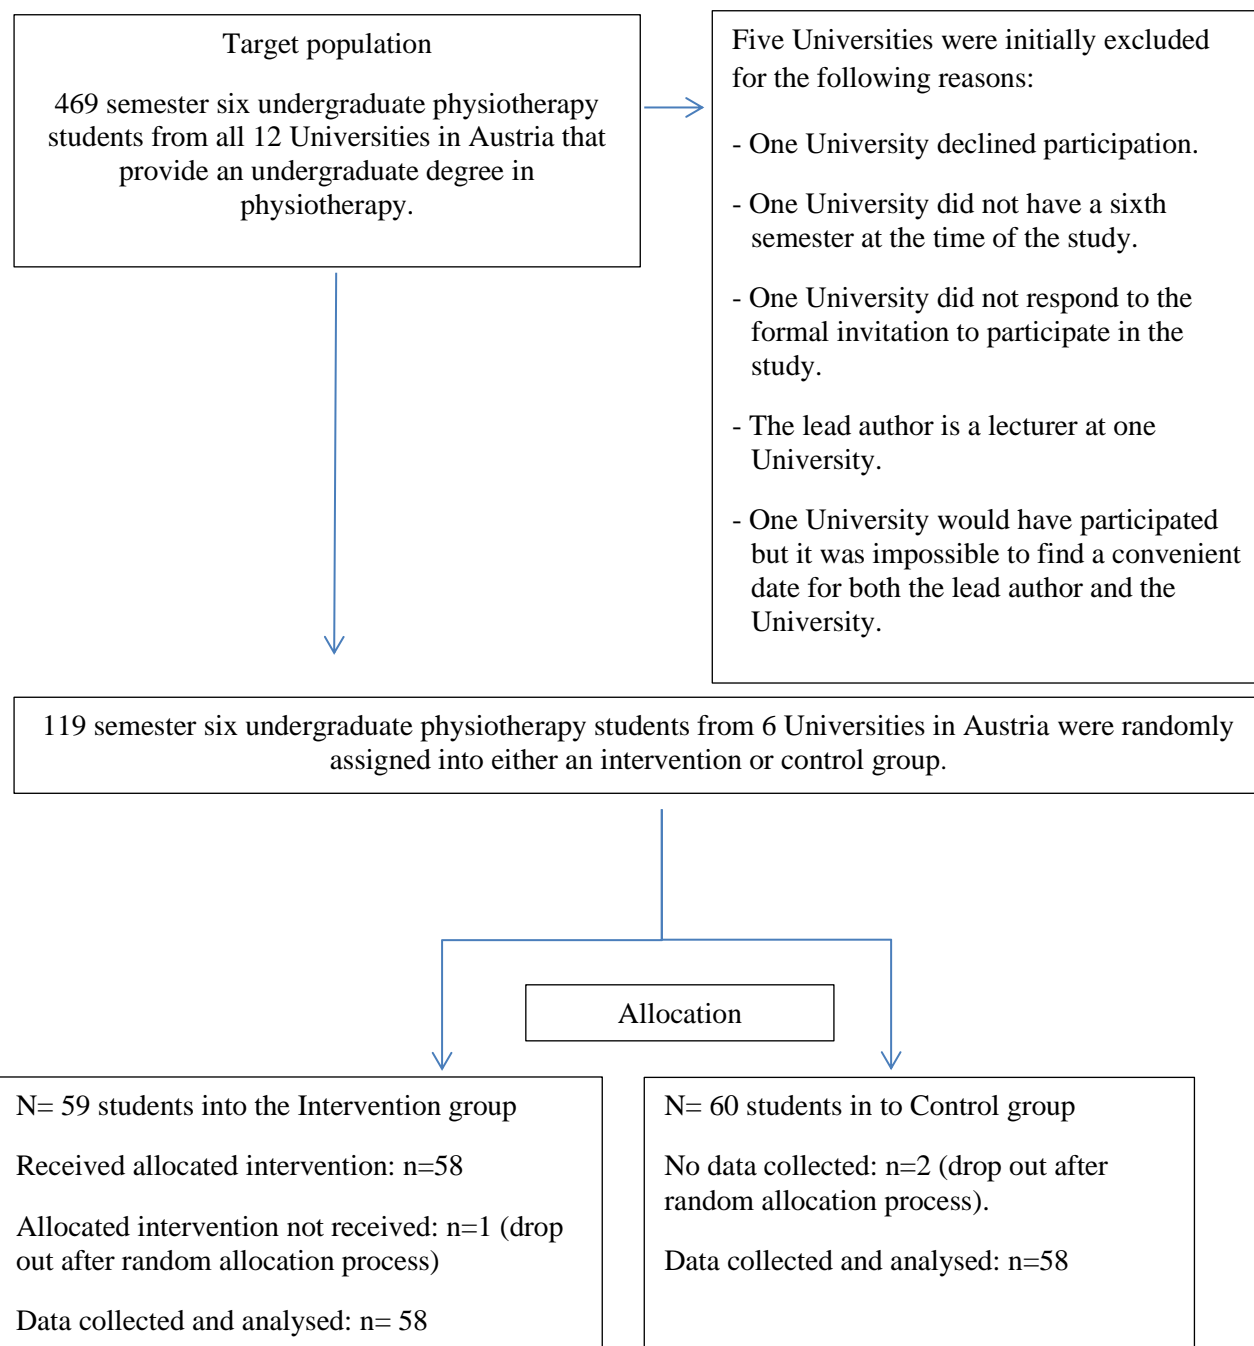 Target population
469 semester six undergraduate physiotherapy
students from all 12 Universities in Austria that
provide an undergraduate degree in
physiotherapy.
Five Universities were initially excluded
for the following reasons:
- One University declined participation.
- One University did not have a sixth
semester at the time of the study.
- One University did not respond to the
formal invitation to participate in the
study.
- The lead author is a lecturer at one
University.
- One University would have participated
but it was impossible to find a convenient
date for both the lead author and the
University.
119 semester six undergraduate physiotherapy students from 6 Universities in Austria were randomly
assigned into either an intervention or control group.
Allocation
N= 59 students into the Intervention group
Received allocated intervention: n=58
Allocated intervention not received: n=1 (drop
out after random allocation process)
Data collected and analysed: n= 58
N= 60 students in to Control group
No data collected: n=2 (drop out after
random allocation process).
Data collected and analysed: n=58